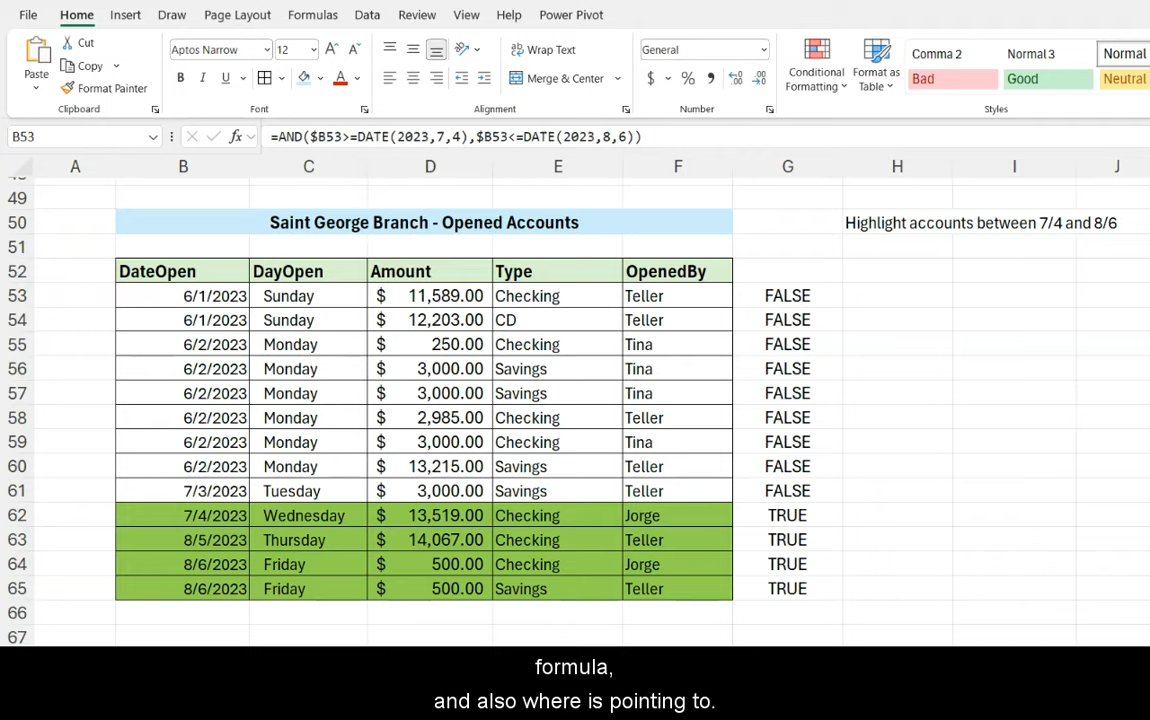 File Home Insert Draw Page Layout Formulas Data Review View Help Power Pivot
Paste Cut Copy Format Painter Clipboard
Aptos Narrow 12 A A B I U A Font
Wrap Text Merge & Center Alignment
General $ % Number
Conditional Formatting Format as Table
Comma 2 Normal 3 Normal
Bad Good Neutral
Styles
B53 fx =AND($B53>=DATE(2023,7,4),$B53<=DATE(2023,8,6))
A B C D E F G H I J
49
50 Saint George Branch - Opened Accounts Highlight accounts between 7/4 and 8/6
51
52 DateOpen DayOpen Amount Type OpenedBy
53 6/1/2023 Sunday $ 11,589.00 Checking Teller FALSE
54 6/1/2023 Sunday $ 12,203.00 CD Teller FALSE
55 6/2/2023 Monday $ 250.00 Checking Tina FALSE
56 6/2/2023 Monday $ 3,000.00 Savings Tina FALSE
57 6/2/2023 Monday $ 3,000.00 Savings Tina FALSE
58 6/2/2023 Monday $ 2,985.00 Checking Teller FALSE
59 6/2/2023 Monday $ 3,000.00 Checking Tina FALSE
60 6/2/2023 Monday $ 13,215.00 Savings Teller FALSE
61 7/3/2023 Tuesday $ 3,000.00 Savings Teller FALSE
62 7/4/2023 Wednesday $ 13,519.00 Checking Jorge TRUE
63 8/5/2023 Thursday $ 14,067.00 Checking Teller TRUE
64 8/6/2023 Friday $ 500.00 Checking Jorge TRUE
65 8/6/2023 Friday $ 500.00 Savings Teller TRUE
66
67
formula,
and also where is pointing to.